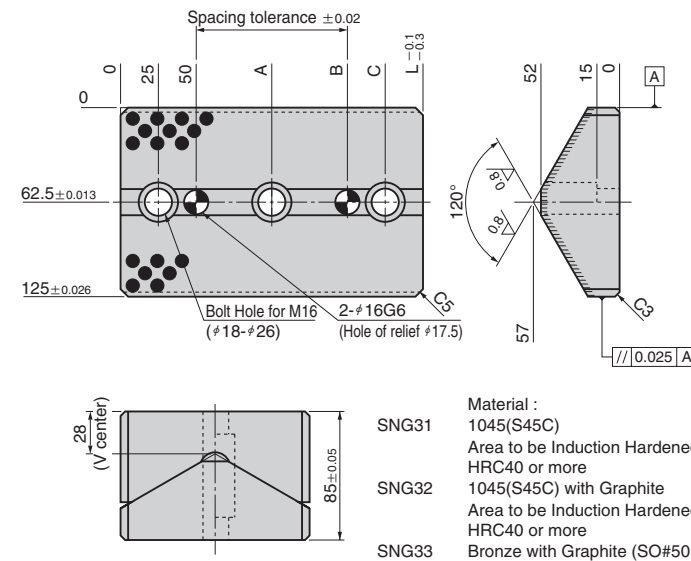 Spacing tolerance ±0.02
0
25
50
A
B
C
L -0.1 -0.3
0
62.5±0.013
125±0.026
Bolt Hole for M16
(φ18-φ26)
2-φ16G6
(Hole of relief φ17.5)
C5
52
15
0
A
120°
0.8
0.8
57
C3
// 0.025 A
28
(V center)
85±0.05
Material :
SNG31 1045(S45C)
Area to be Induction Hardened
HRC40 or more
SNG32 1045(S45C) with Graphite
Area to be Induction Hardened
HRC40 or more
SNG33 Bronze with Graphite (SO#50